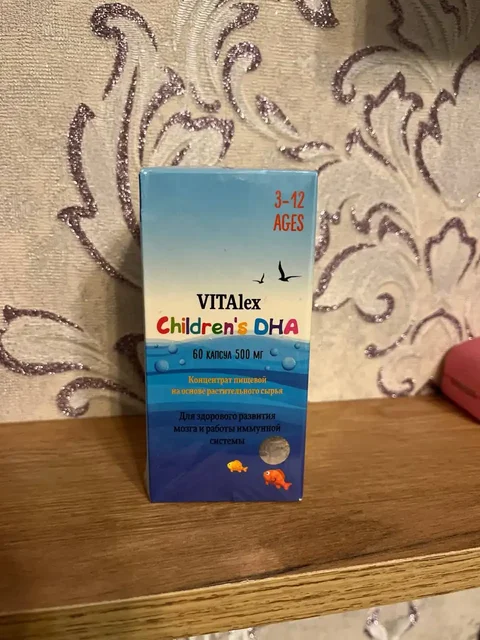 3-12
AGES
VITAlex
Children's DHA
60 КАПСУЛ 500 МГ
Концентрат пищевой
на основе растительного сырья
Для здорового развития
мозга и работы иммунной
системы